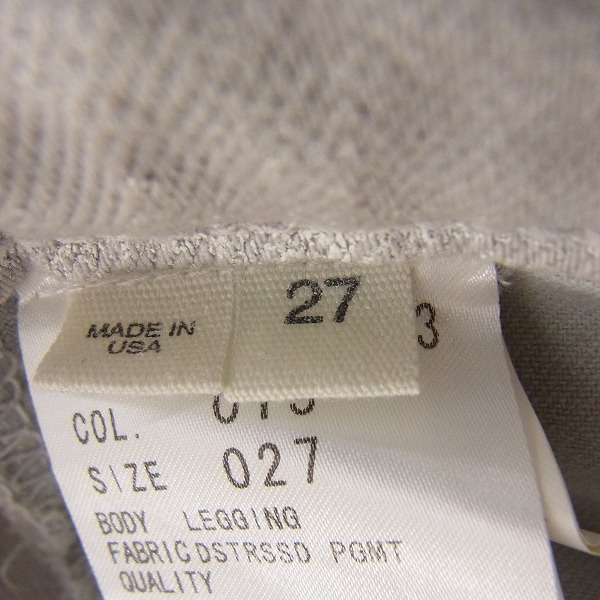 MADE IN
USA
27
3
COL.
SIZE 027
BODY LEGGING
FABRIC DSTRSSD PGMT
QUALITY